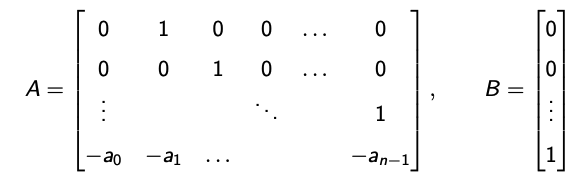 A = [ 0 1 0 0 … 0 ; 0 0 1 0 … 0 ; ⋮ ⋱ 1 ; −a₀ −a₁ … −aₙ₋₁ ], B = [ 0 ; 0 ; ⋮ ; 1 ]